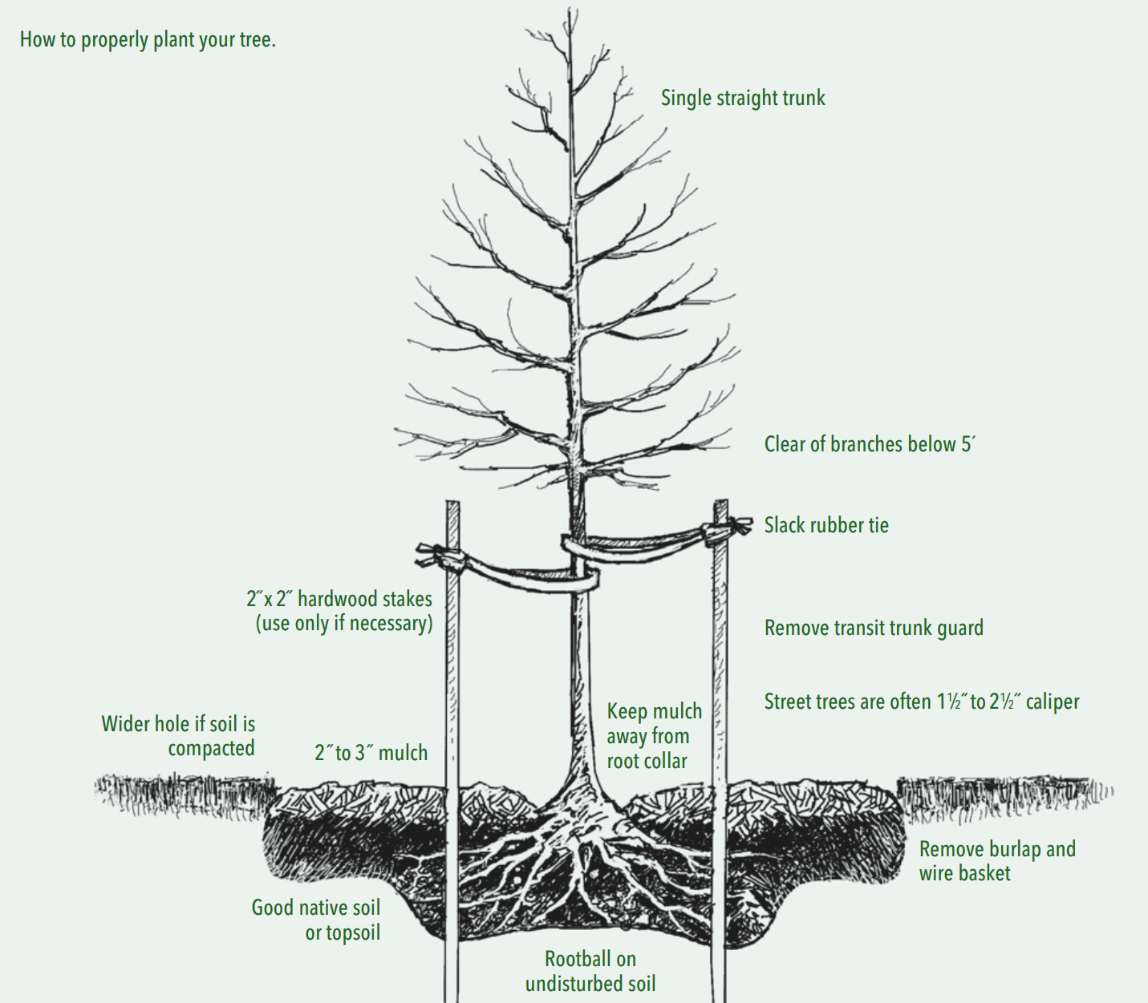 How to properly plant your tree.
Single straight trunk
Clear of branches below 5´
Slack rubber tie
2˝x 2˝ hardwood stakes
(use only if necessary)
Remove transit trunk guard
Street trees are often 1½˝ to 2½˝ caliper
Keep mulch
away from
root collar
Wider hole if soil is
compacted
2˝ to 3˝ mulch
Remove burlap and
wire basket
Good native soil
or topsoil
Rootball on
undisturbed soil